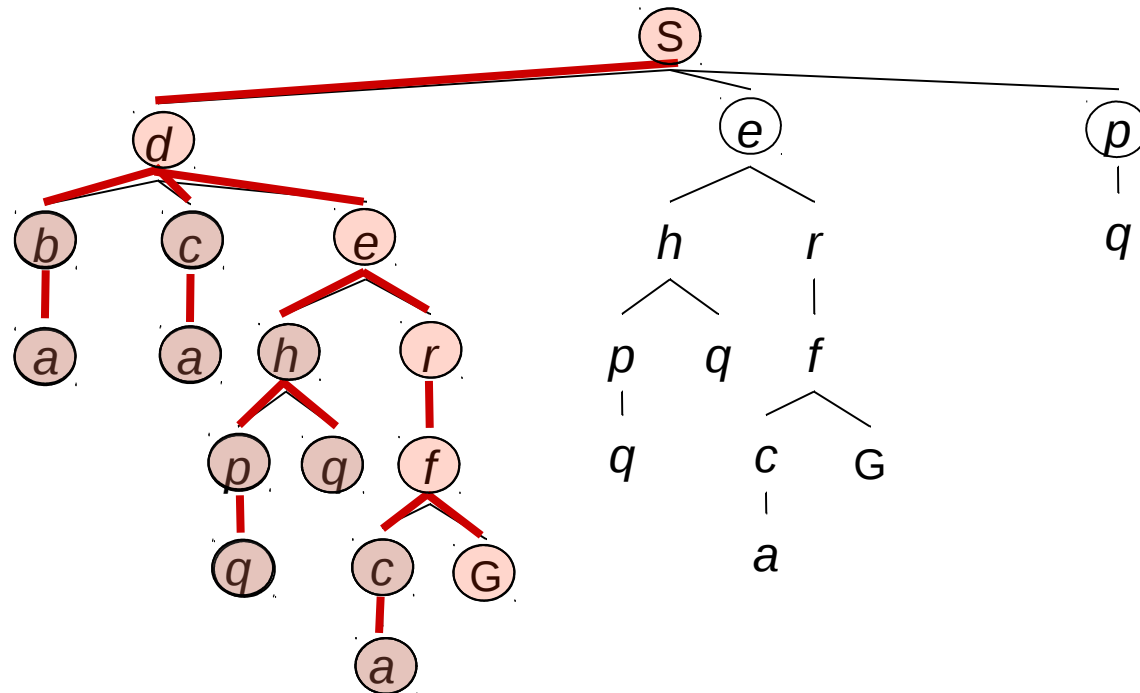 S
d e p
b c e h r q
a a h r p q f
p q f q c G
q c G a
a